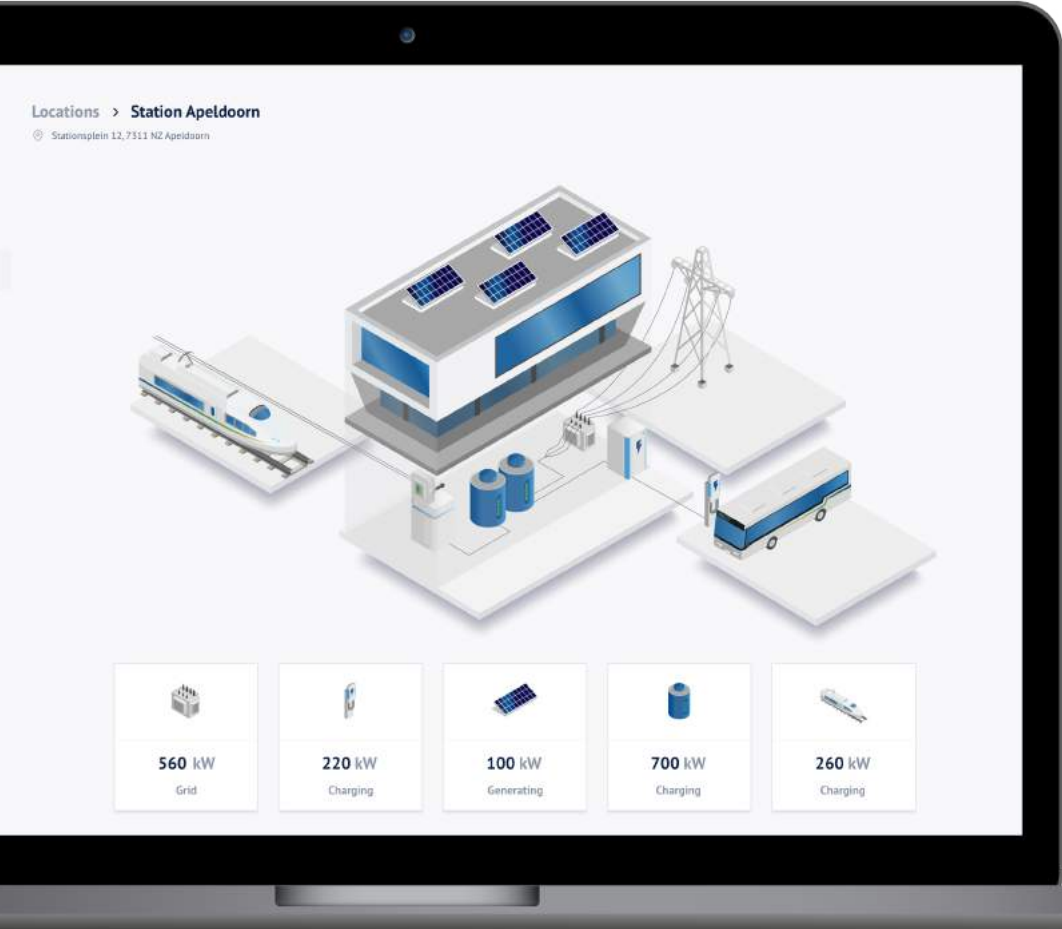 Locations > Station Apeldoorn
Stationsplein 12, 7311 NZ Apeldoorn
560 kW
Grid
220 kW
Charging
100 kW
Generating
700 kW
Charging
260 kW
Charging